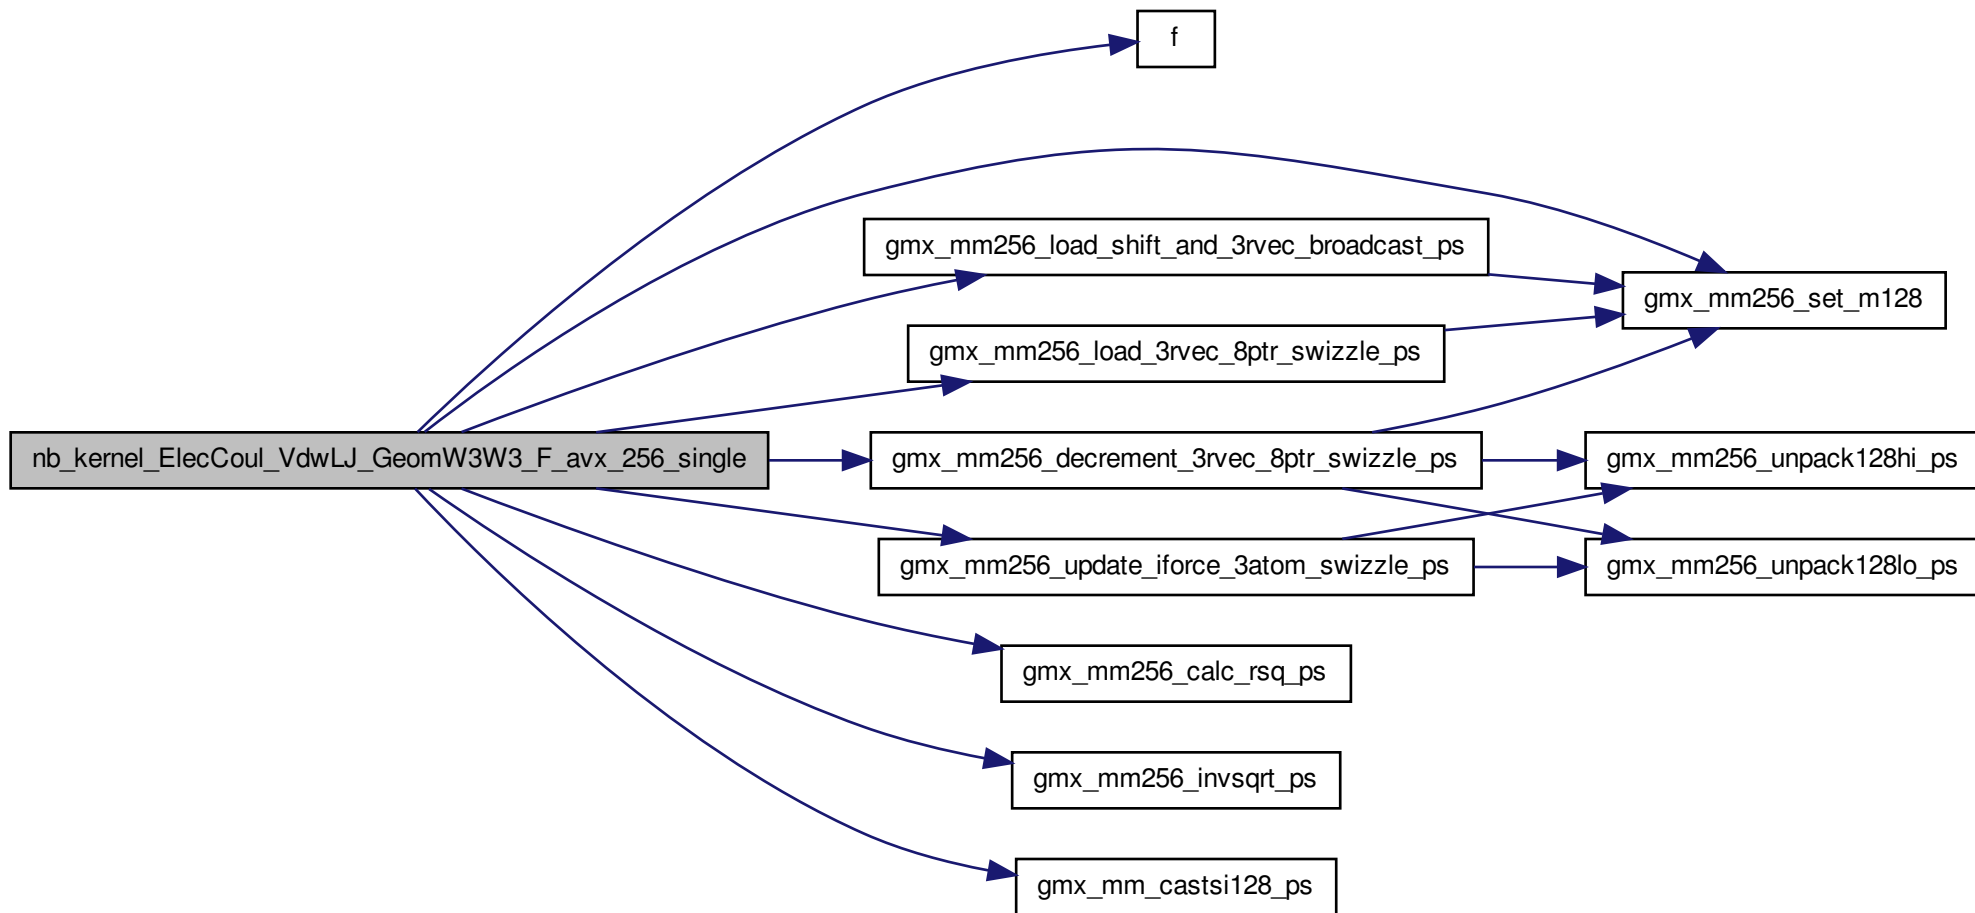 f
gmx_mm256_load_shift_and_3rvec_broadcast_ps
gmx_mm256_set_m128
gmx_mm256_load_3rvec_8ptr_swizzle_ps
nb_kernel_ElecCoul_VdwLJ_GeomW3W3_F_avx_256_single
gmx_mm256_decrement_3rvec_8ptr_swizzle_ps
gmx_mm256_unpack128hi_ps
gmx_mm256_update_iforce_3atom_swizzle_ps
gmx_mm256_unpack128lo_ps
gmx_mm256_calc_rsq_ps
gmx_mm256_invsqrt_ps
gmx_mm_castsi128_ps